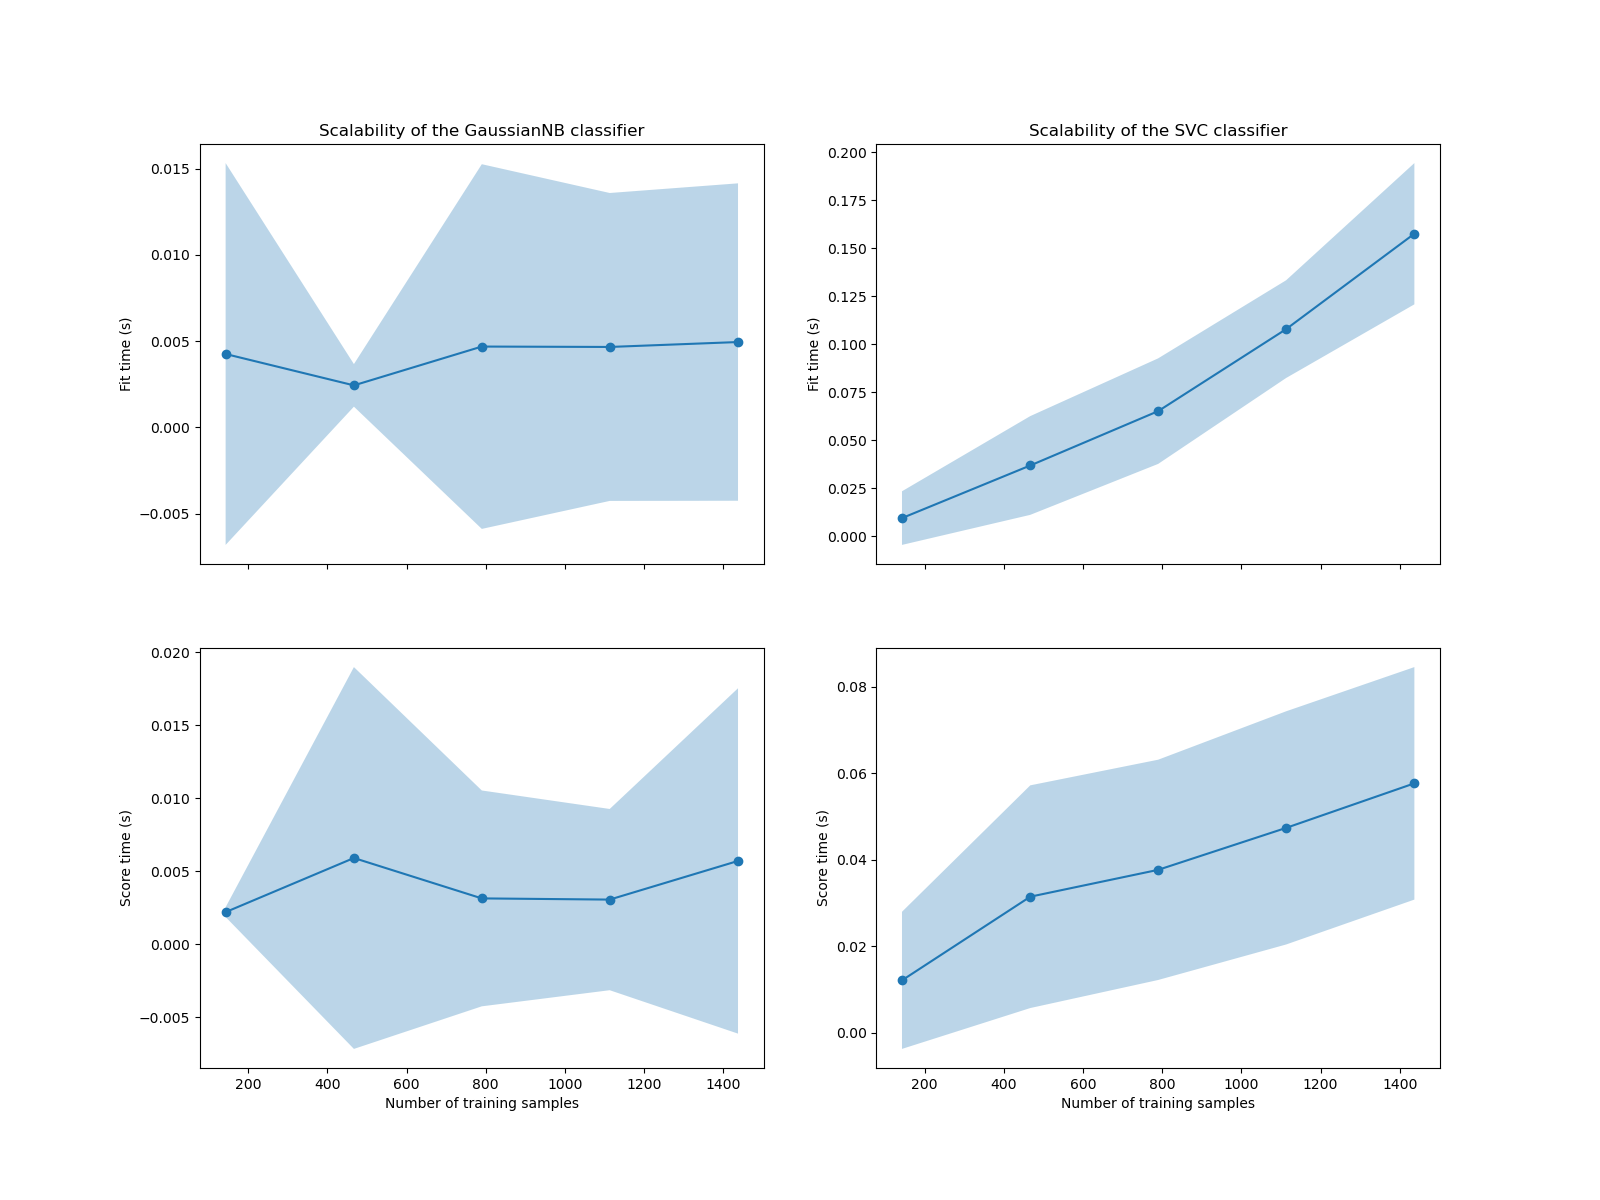 Scalability of the GaussianNB classifier
0.015
0.010
0.005
0.000
−0.005
Fit time (s)
Scalability of the SVC classifier
0.200
0.175
0.150
0.125
0.100
0.075
0.050
0.025
0.000
Fit time (s)
0.020
0.015
0.010
0.005
0.000
−0.005
Score time (s)
200 400 600 800 1000 1200 1400
Number of training samples
0.08
0.06
0.04
0.02
0.00
Score time (s)
200 400 600 800 1000 1200 1400
Number of training samples